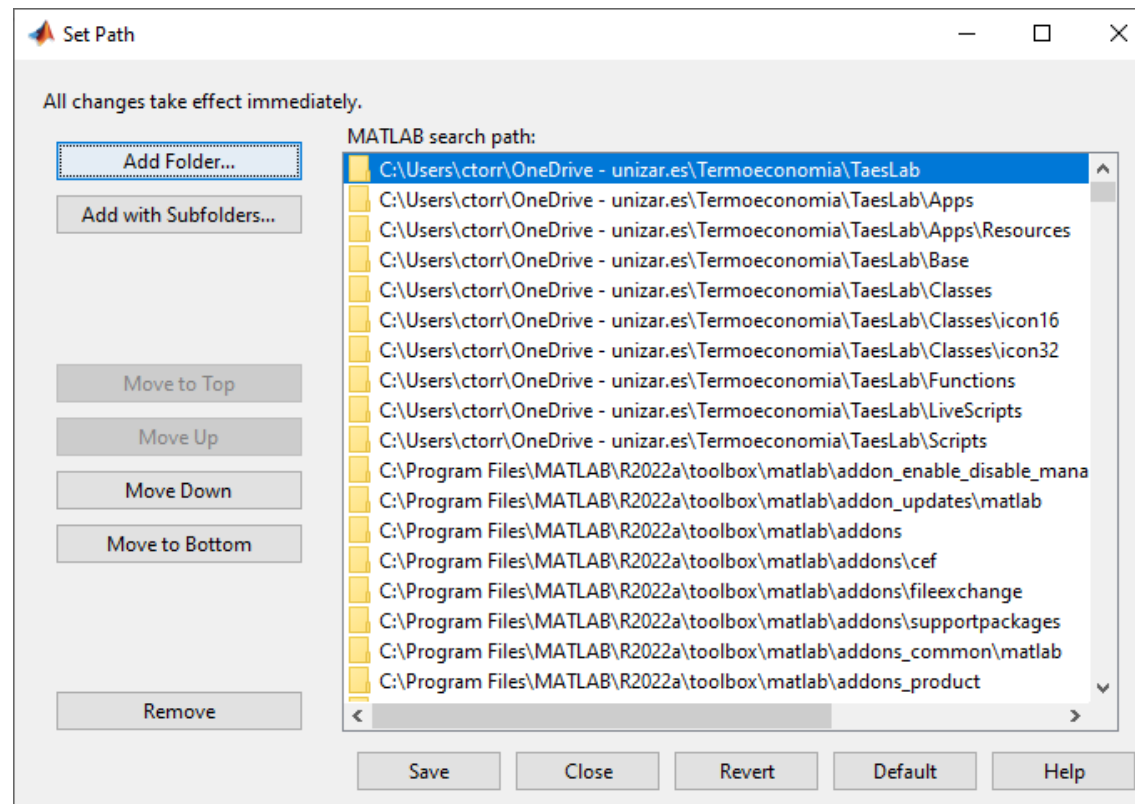 Set Path
All changes take effect immediately.
Add Folder...
Add with Subfolders...
Move to Top
Move Up
Move Down
Move to Bottom
Remove
MATLAB search path:
C:\Users\ctorr\OneDrive - unizar.es\Termoeconomia\TaesLab
C:\Users\ctorr\OneDrive - unizar.es\Termoeconomia\TaesLab\Apps
C:\Users\ctorr\OneDrive - unizar.es\Termoeconomia\TaesLab\Apps\Resources
C:\Users\ctorr\OneDrive - unizar.es\Termoeconomia\TaesLab\Base
C:\Users\ctorr\OneDrive - unizar.es\Termoeconomia\TaesLab\Classes
C:\Users\ctorr\OneDrive - unizar.es\Termoeconomia\TaesLab\Classes\icon16
C:\Users\ctorr\OneDrive - unizar.es\Termoeconomia\TaesLab\Classes\icon32
C:\Users\ctorr\OneDrive - unizar.es\Termoeconomia\TaesLab\Functions
C:\Users\ctorr\OneDrive - unizar.es\Termoeconomia\TaesLab\LiveScripts
C:\Users\ctorr\OneDrive - unizar.es\Termoeconomia\TaesLab\Scripts
C:\Program Files\MATLAB\R2022a\toolbox\matlab\addon_enable_disable_mana
C:\Program Files\MATLAB\R2022a\toolbox\matlab\addon_updates\matlab
C:\Program Files\MATLAB\R2022a\toolbox\matlab\addons
C:\Program Files\MATLAB\R2022a\toolbox\matlab\addons\cef
C:\Program Files\MATLAB\R2022a\toolbox\matlab\addons\fileexchange
C:\Program Files\MATLAB\R2022a\toolbox\matlab\addons\supportpackages
C:\Program Files\MATLAB\R2022a\toolbox\matlab\addons_common\matlab
C:\Program Files\MATLAB\R2022a\toolbox\matlab\addons_product
Save Close Revert Default Help